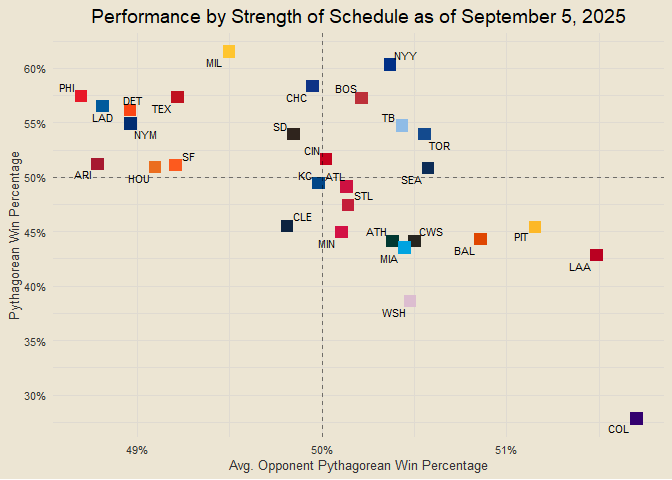 Performance by Strength of Schedule as of September 5, 2025
Pythagorean Win Percentage
60%
55%
50%
45%
40%
35%
30%
MIL
NYY
PHI
CHC
BOS
LAD
DET
TEX
NYM
SD
TB
TOR
CIN
ARI
HOU
SF
SEA
KC
ATL
STL
CLE
MIN
ATH
CWS
MIA
BAL
PIT
LAA
WSH
COL
49%
50%
51%
Avg. Opponent Pythagorean Win Percentage